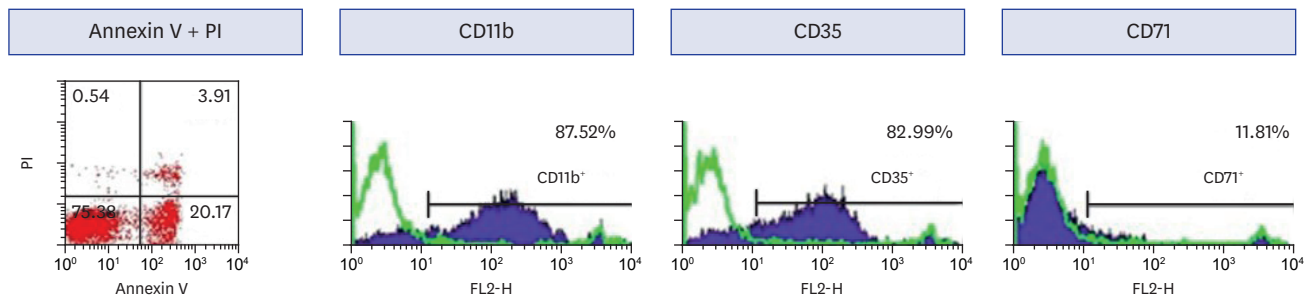 Annexin V + PI
CD11b
CD35
CD71
0.54
3.91
75.38
20.17
PI
10⁰
10¹
10²
10³
10⁴
Annexin V
87.52%
CD11b⁺
10⁰
10¹
10²
10³
10⁴
FL2-H
82.99%
CD35⁺
10⁰
10¹
10²
10³
10⁴
FL2-H
11.81%
CD71⁺
10⁰
10¹
10²
10³
10⁴
FL2-H